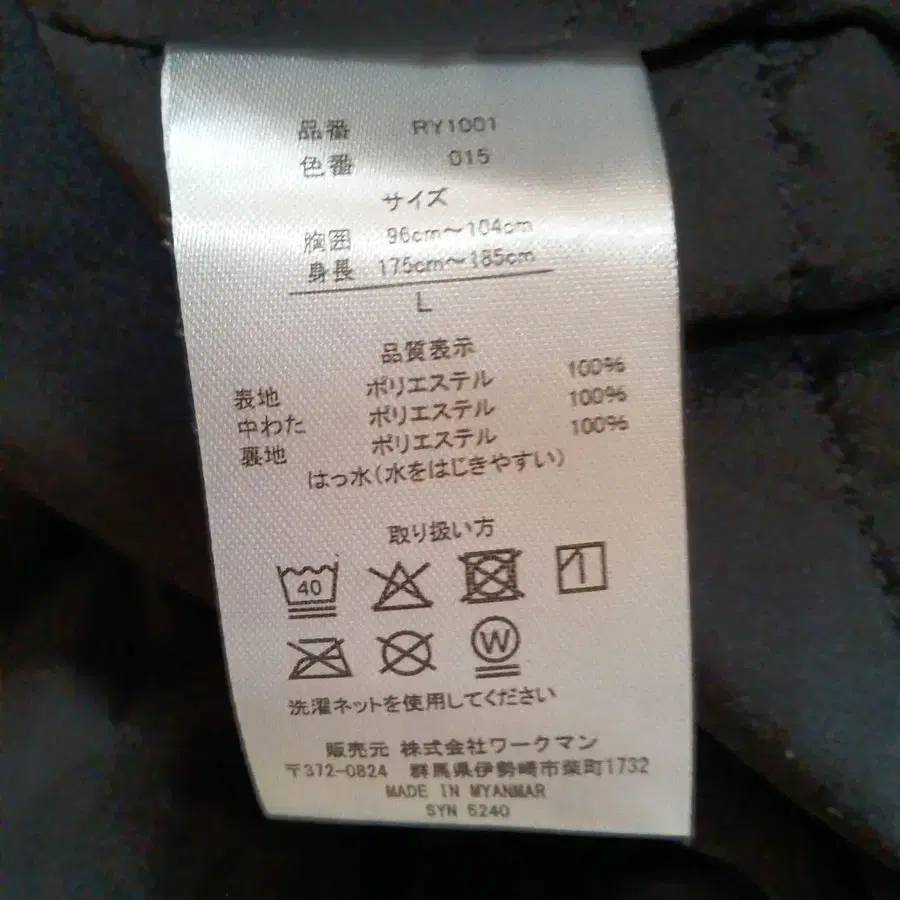 品番 RY1001
色番 015
サイズ
胸囲 96cm～104cm
身長 175cm～185cm
L
品質表示
表地 ポリエステル 100%
中わた ポリエステル 100%
裏地 ポリエステル 100%
はっ水(水をはじきやすい)
取り扱い方
40
W
洗濯ネットを使用してください
販売元 株式会社ワークマン
〒372-0824 群馬県伊勢崎市柴町1732
MADE IN MYANMAR
SYN 5240